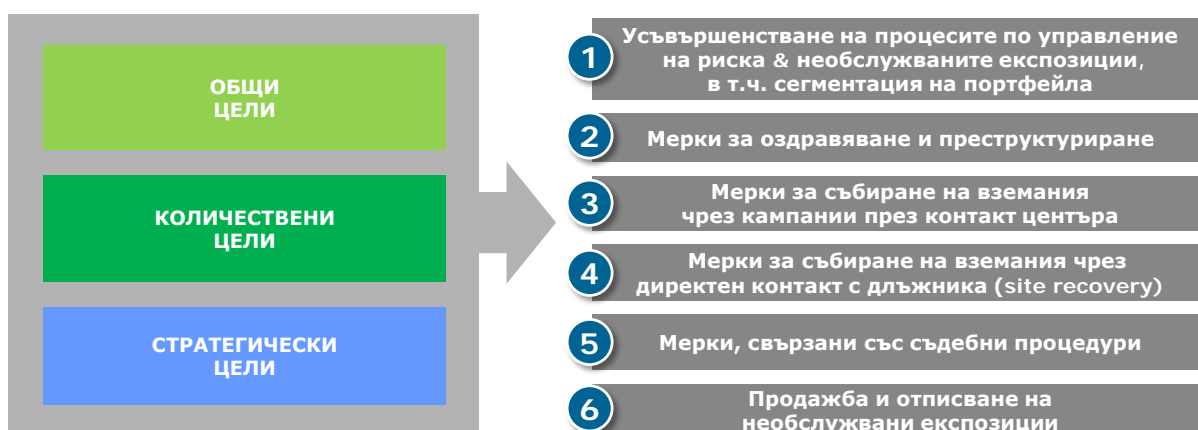 ОБЩИ
ЦЕЛИ
КОЛИЧЕСТВЕНИ
ЦЕЛИ
СТРАТЕГИЧЕСКИ
ЦЕЛИ
1
Усъвършенстване на процесите по управление
на риска & необслужваните експозиции,
в т.ч. сегментация на портфейла
2
Мерки за оздравяване и преструктуриране
3
Мерки за събиране на вземания
чрез кампании през контакт центъра
4
Мерки за събиране на вземания чрез
директен контакт с длъжника (site recovery)
5
Мерки, свързани със съдебни процедури
6
Продажба и отписване на
необслужвани експозиции